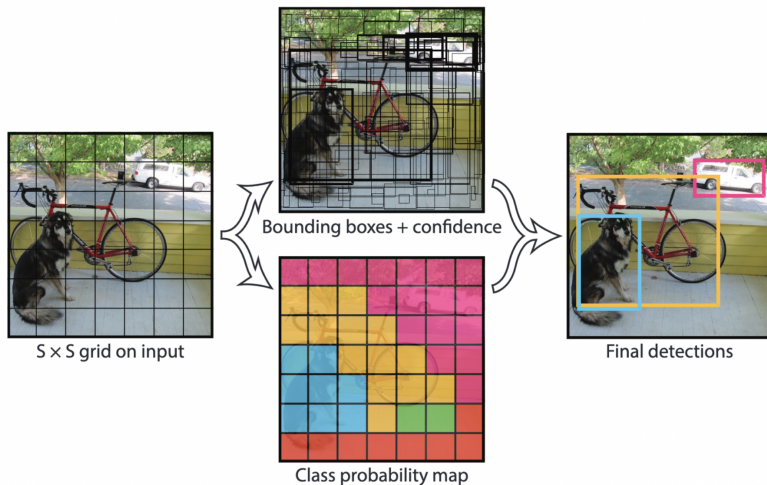 S × S grid on input
Bounding boxes + confidence
Class probability map
Final detections